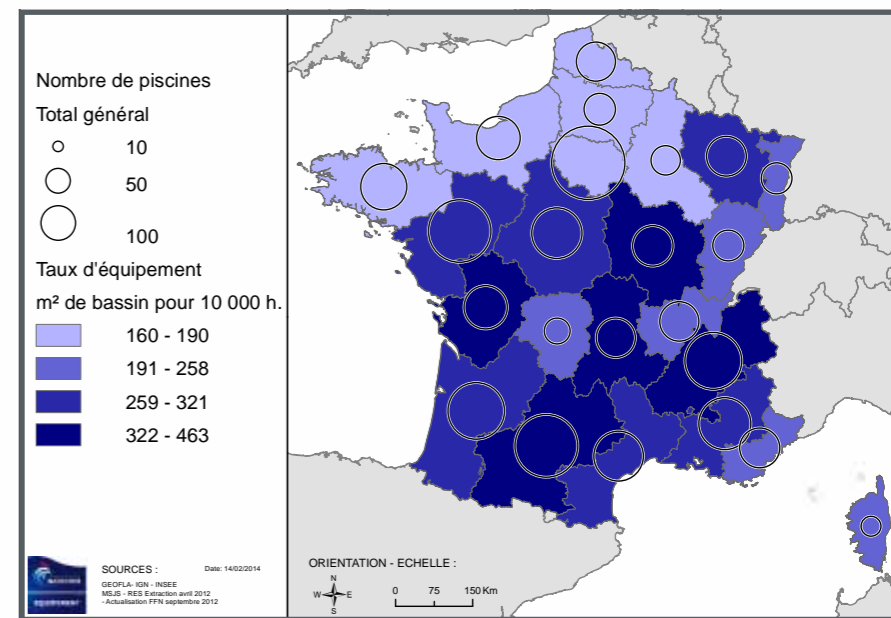 Nombre de piscines
Total général
10
50
100
Taux d'équipement
m² de bassin pour 10 000 h.
160 - 190
191 - 258
259 - 321
322 - 463
SOURCES :
Date: 14/02/2014
GEOFLA- IGN - INSEE
MSJS - RES Extraction avril 2012
- Actualisation FFN septembre 2012
ORIENTATION - ECHELLE :
N
W E
S
0 75 150 Km